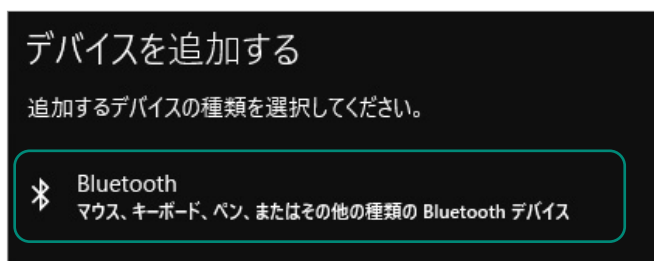 デバイスを追加する
追加するデバイスの種類を選択してください。
Bluetooth
マウス、キーボード、ペン、またはその他の種類の Bluetooth デバイス